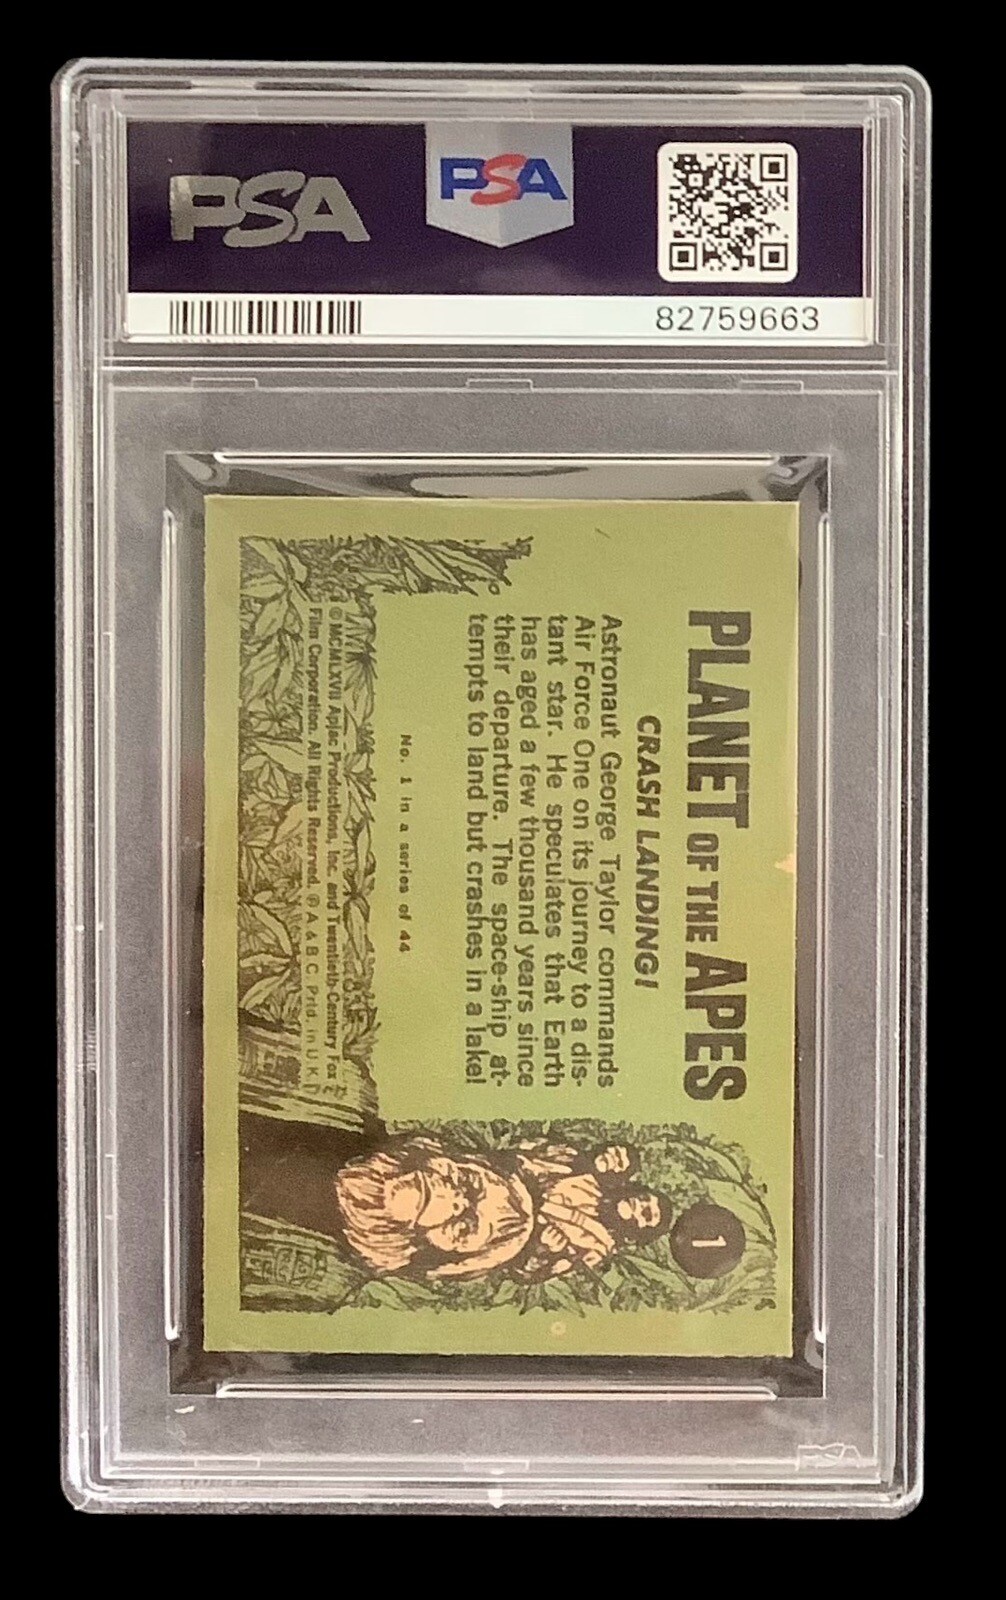 PSA
PSA
82759663
PLANET OF THE APES
CRASH LANDING!
Astronaut George Taylor commands
Air Force One on its journey to a dis-
tant star. He speculates that Earth
has aged a few thousand years since
their departure. The space-ship at-
tempts to land but crashes in a lake!
No. 1 in a series of 44
© MCMLXVII Apjac Productions, Inc. and Twentieth-Century Fox
Film Corporation. All Rights Reserved. © A & B C. Prtd. in U.K.
1
PSA